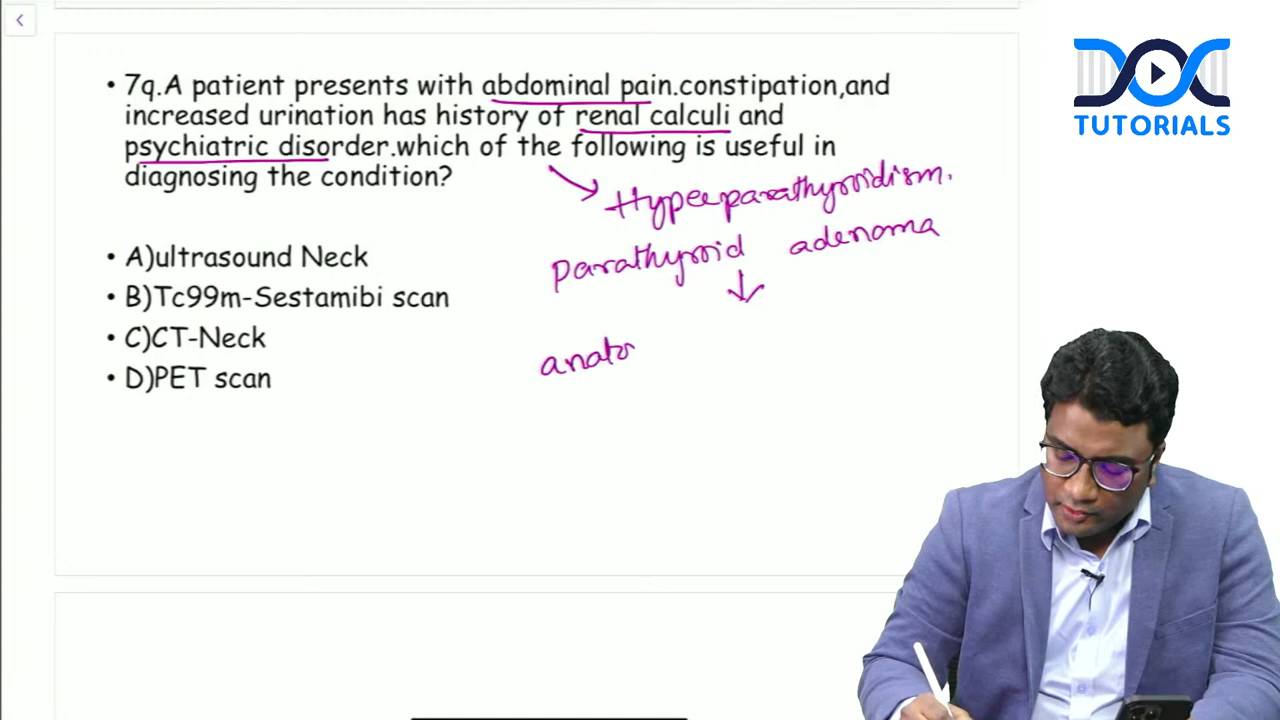 • 7q.A patient presents with abdominal pain.constipation,and
increased urination has history of renal calculi and
psychiatric disorder.which of the following is useful in
diagnosing the condition?
Hyperparathyroidism.
parathyroid adenoma
• A)ultrasound Neck
• B)Tc99m-Sestamibi scan
• C)CT-Neck
• D)PET scan
anato
DOC
TUTORIALS